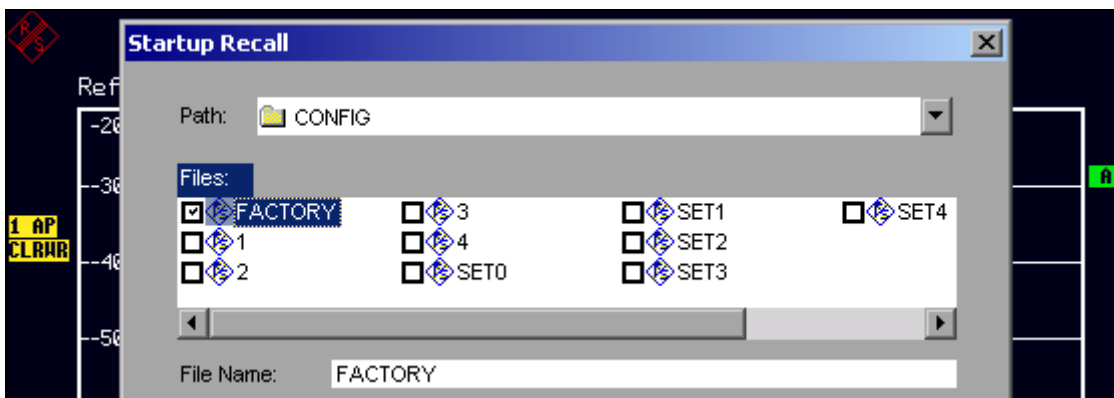 R S
Startup Recall
Ref
Path: CONFIG
-20
Files:
--30
A
FACTORY 3 SET1 SET4
1 AP
1 4 SET2
CLRWR
--40
2 SET0 SET3
--50
File Name: FACTORY